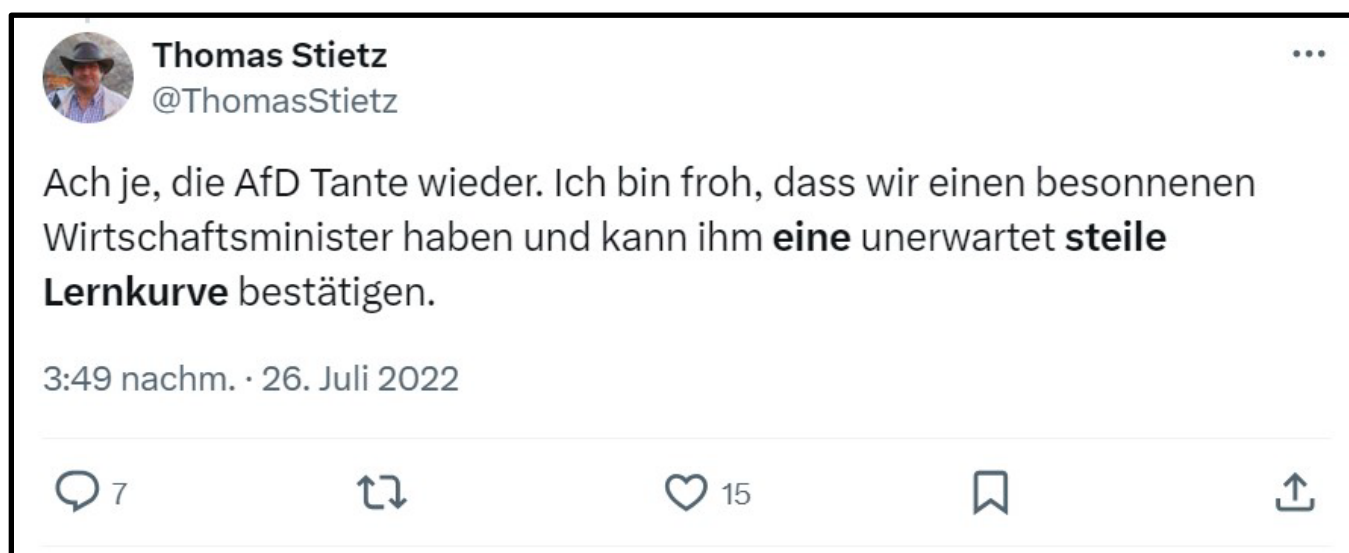 Thomas Stietz
@ThomasStietz
Ach je, die AfD Tante wieder. Ich bin froh, dass wir einen besonnenen
Wirtschaftsminister haben und kann ihm eine unerwartet steile
Lernkurve bestätigen.
3:49 nachm. · 26. Juli 2022
7
15